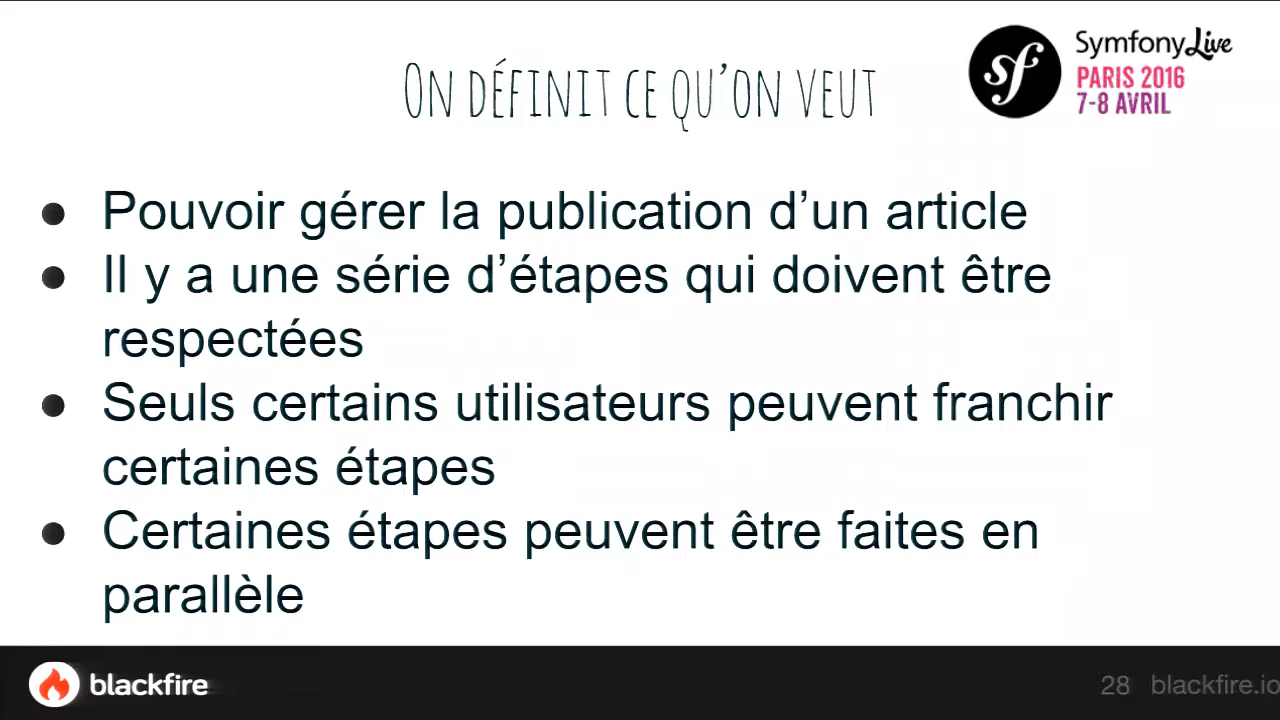 SymfonyLive
PARIS 2016
7-8 AVRIL
ON DÉFINIT CE QU’ON VEUT
● Pouvoir gérer la publication d’un article
● Il y a une série d’étapes qui doivent être
respectées
● Seuls certains utilisateurs peuvent franchir
certaines étapes
● Certaines étapes peuvent être faites en
parallèle
blackfire
28 blackfire.io